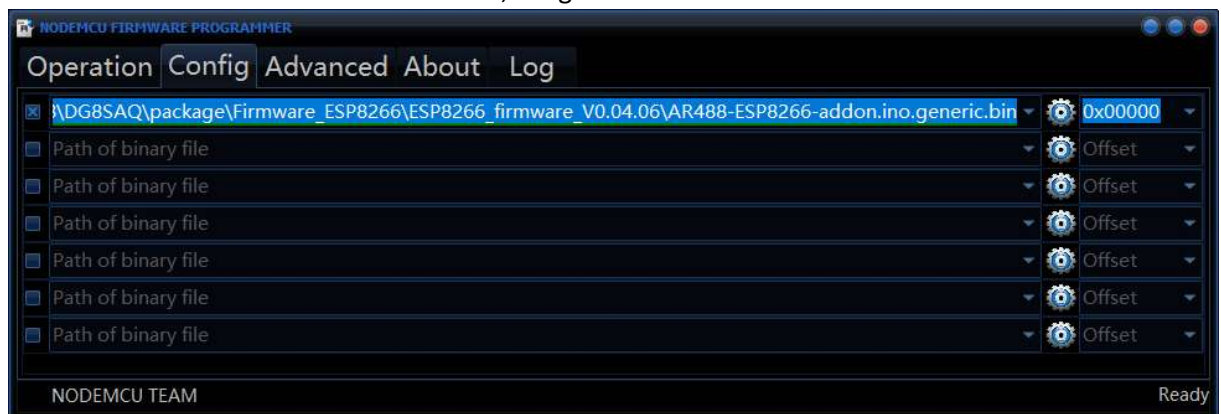 NODEMCU FIRMWARE PROGRAMMER
Operation Config Advanced About Log
\DG8SAQ\package\Firmware_ESP8266\ESP8266_firmware_V0.04.06\AR488-ESP8266-addon.ino.generic.bin 0x00000
Path of binary file Offset
Path of binary file Offset
Path of binary file Offset
Path of binary file Offset
Path of binary file Offset
Path of binary file Offset
NODEMCU TEAM Ready